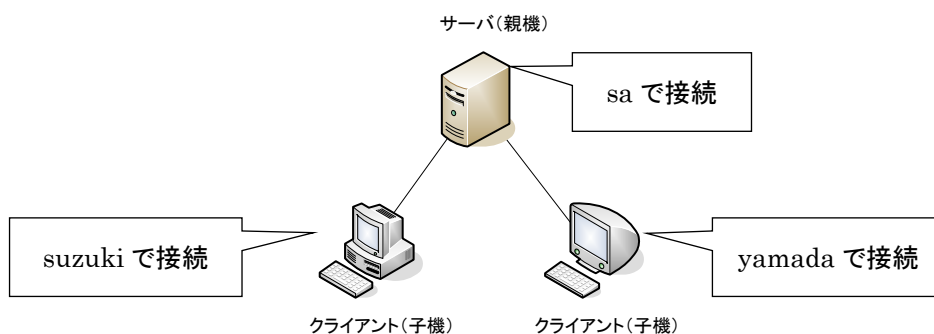 サーバ(親機)
sa で接続
suzuki で接続
yamada で接続
クライアント(子機)
クライアント(子機)